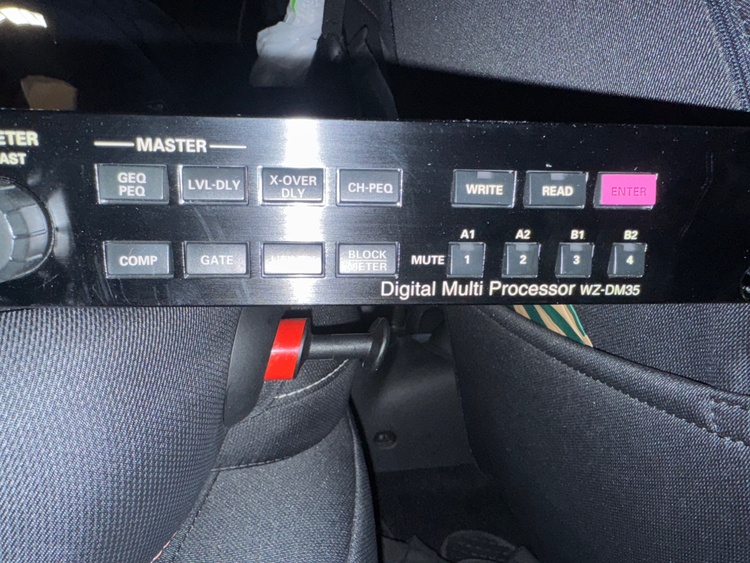 ETER
AST
MASTER
GEQ
PEQ
LVL-DLY
X-OVER
DLY
CH-PEQ
WRITE
READ
ENTER
COMP
GATE
BLOCK
METER
MUTE
A1
1
A2
2
B1
3
B2
4
Digital Multi Processor WZ-DM35